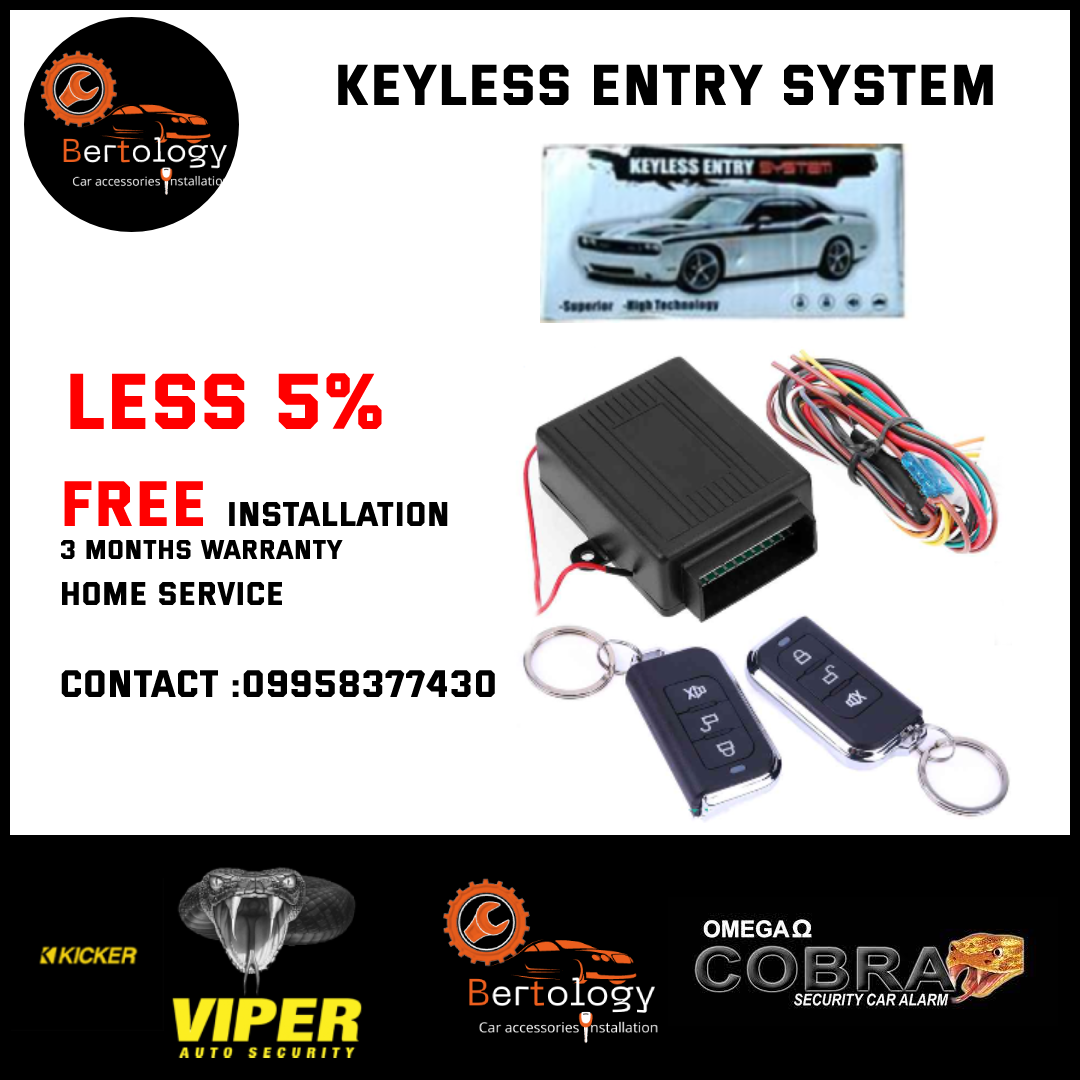 Bertology
Car accessories installatio
KEYLESS ENTRY SYSTEM
KEYLESS ENTRY SYSTEM
-Superior -High Technology
LESS 5%
FREE INSTALLATION
3 MONTHS WARRANTY
HOME SERVICE
CONTACT :09958377430
KICKER
VIPER
AUTO SECURITY
Bertology
Car accessories installation
OMEGA Ω
COBRA
SECURITY CAR ALARM